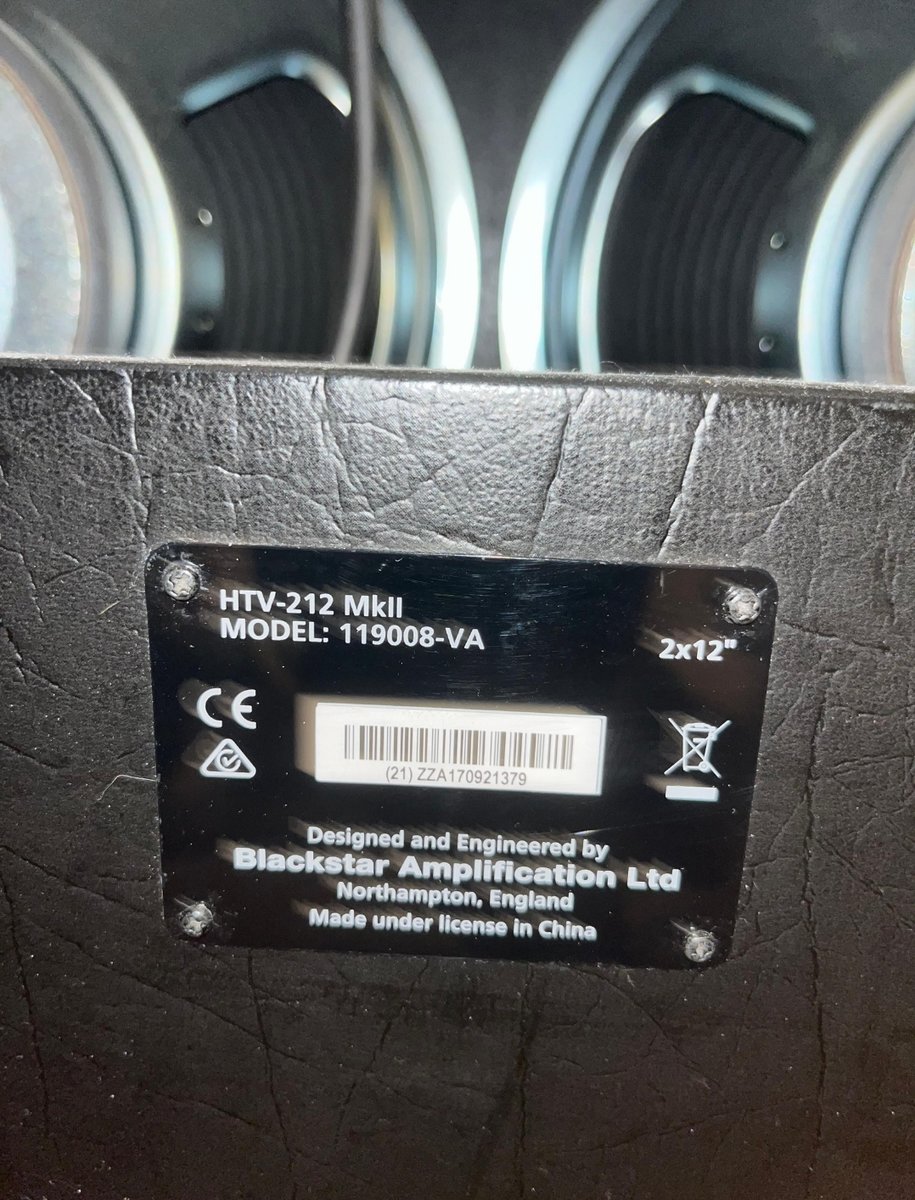 HTV-212 MkII
MODEL: 119008-VA
2x12"
CE
(21) ZZA170921379
Designed and Engineered by
Blackstar Amplification Ltd
Northampton, England
Made under license in China